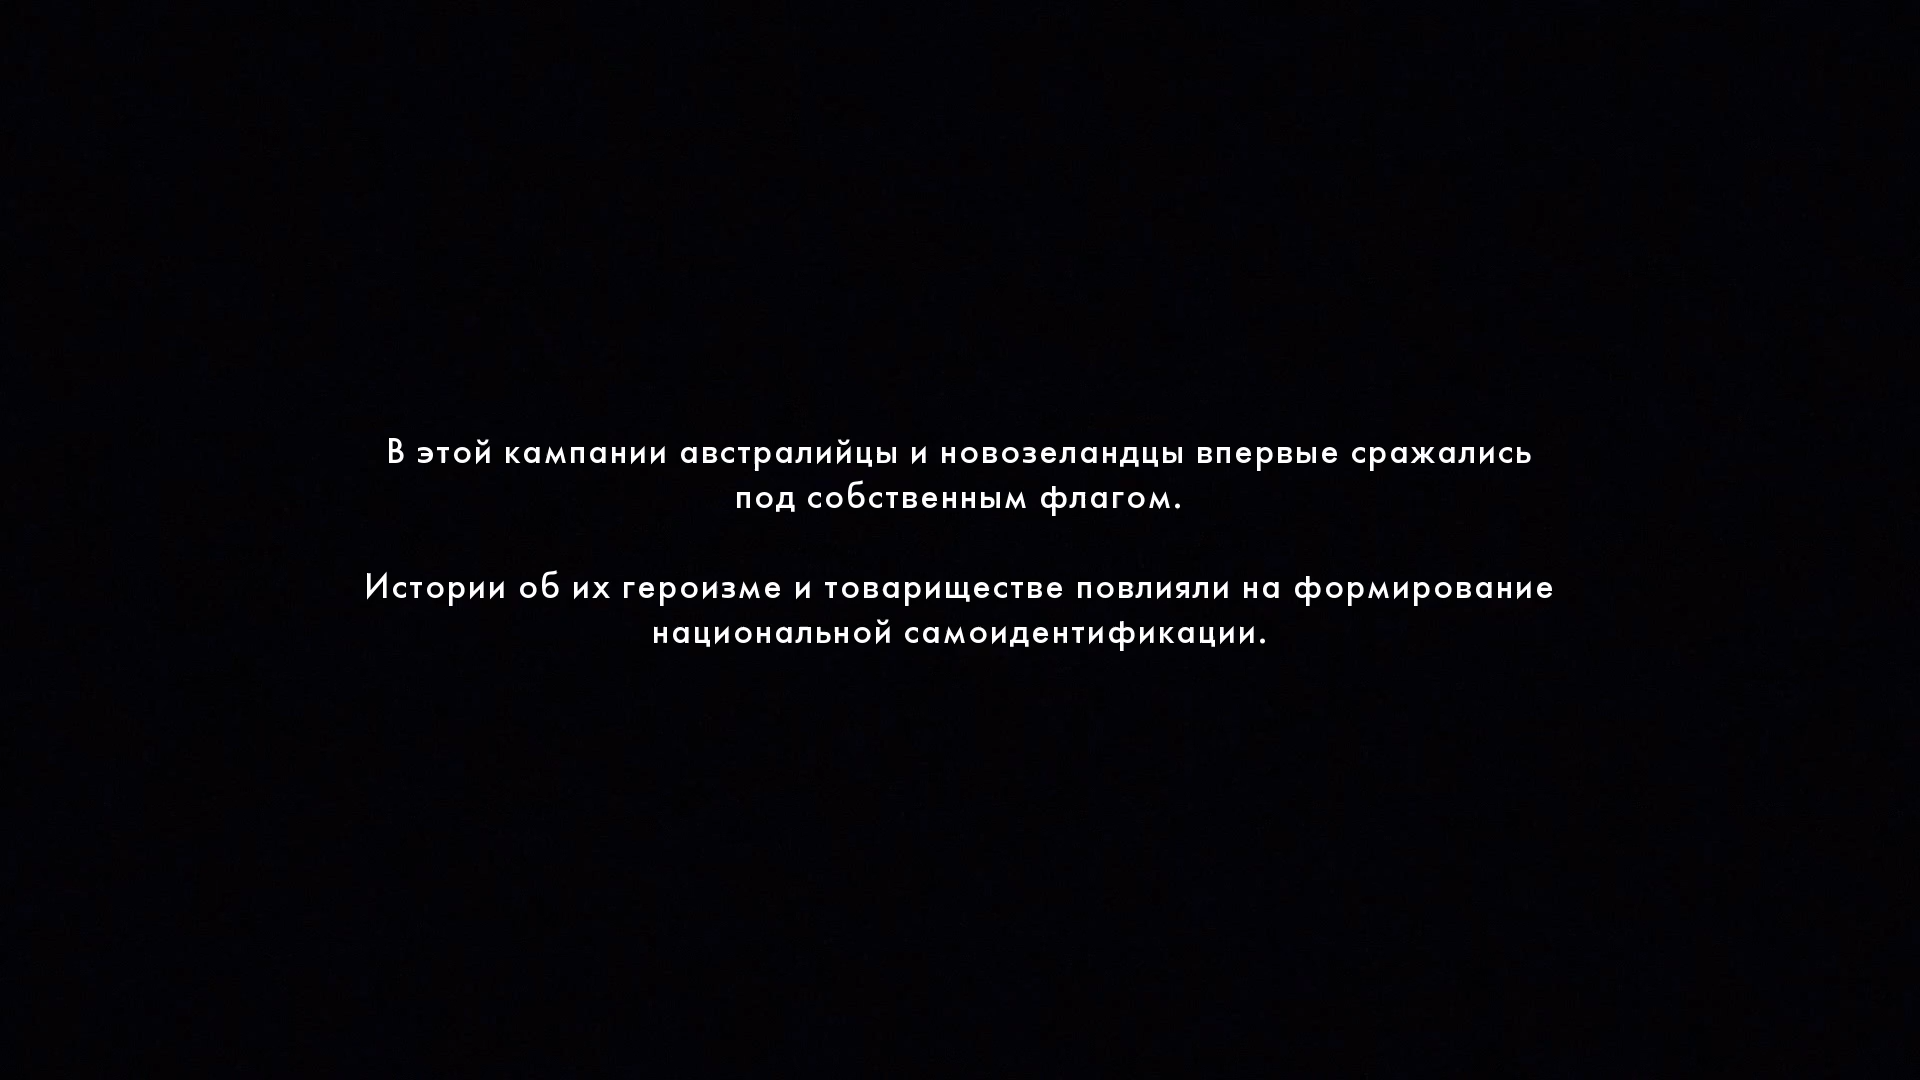 В этой кампании австралийцы и новозеландцы впервые сражались
под собственным флагом.
Истории об их героизме и товариществе повлияли на формирование
национальной самоидентификации.